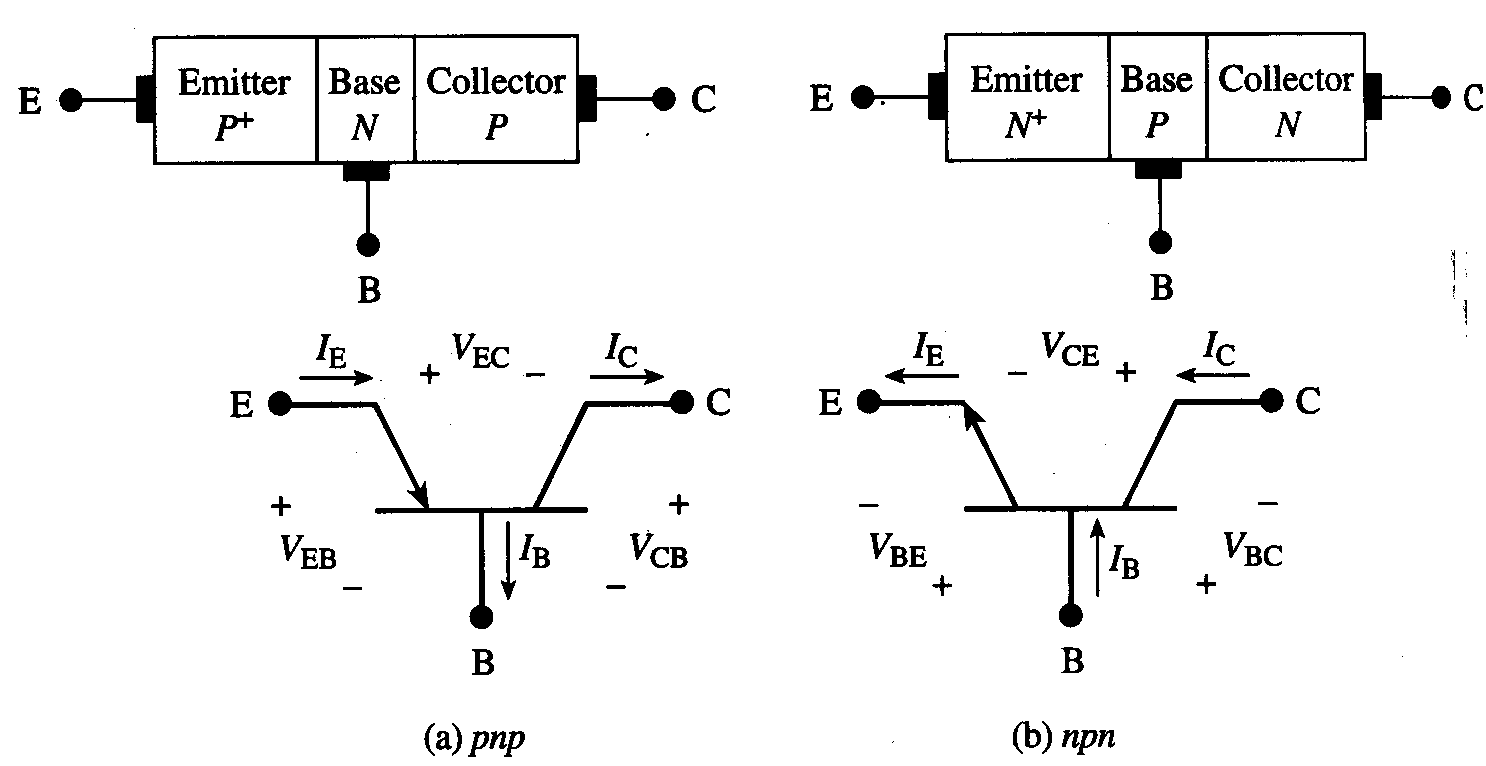 Emitter Base Collector
E P+ N P C
B
Emitter Base Collector
E N+ P N C
B
IE + VEC − IC
E C
+ +
VEB IB VCB
− −
B
(a) pnp
IE − VCE + IC
E C
− −
VBE IB VBC
+ +
B
(b) npn